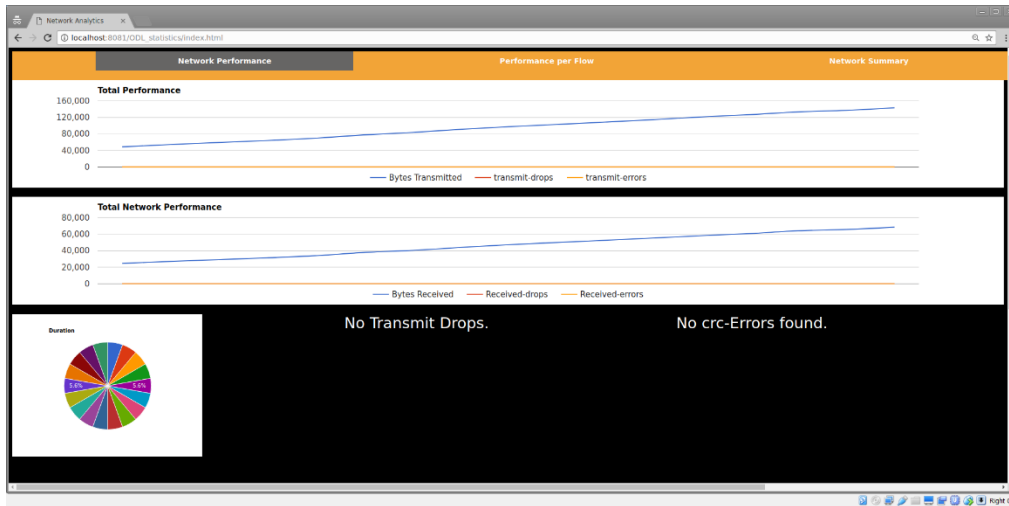 Network Analytics
localhost:8081/ODL_statistics/index.html
Network Performance Performance per Flow Network Summary
Total Performance
160,000
120,000
80,000
40,000
0
Bytes Transmitted transmit-drops transmit-errors
Total Network Performance
80,000
60,000
40,000
20,000
0
Bytes Received Received-drops Received-errors
Duration
5.6% 5.6%
No Transmit Drops. No crc-Errors found.
Right